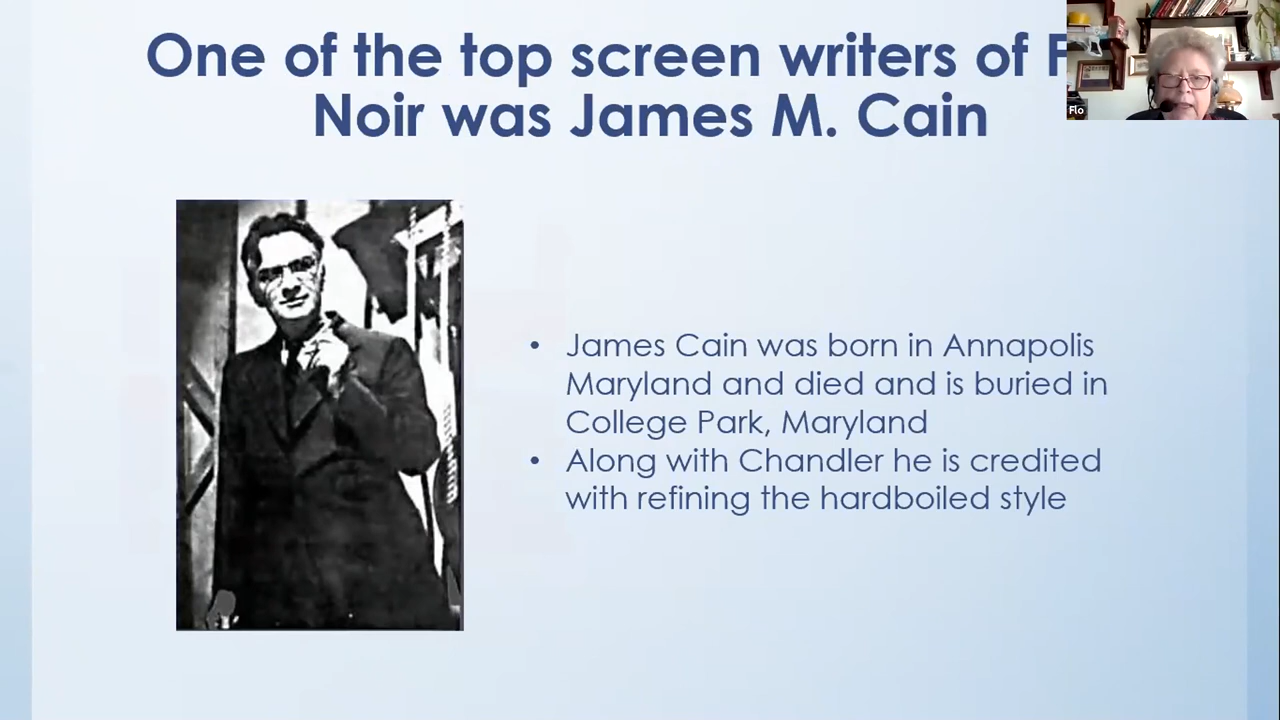 One of the top screen writers of F
Noir was James M. Cain
Flo
• James Cain was born in Annapolis
Maryland and died and is buried in
College Park, Maryland
• Along with Chandler he is credited
with refining the hardboiled style